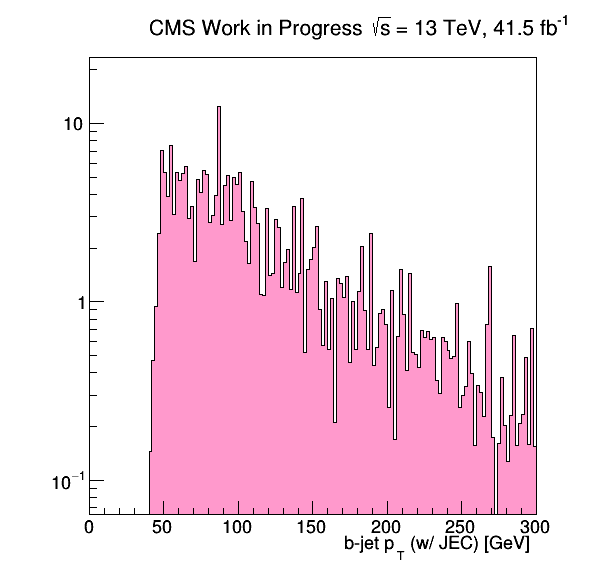 CMS Work in Progress √s = 13 TeV, 41.5 fb⁻¹
10
1
10⁻¹
0 50 100 150 200 250 300
b-jet p_T (w/ JEC) [GeV]